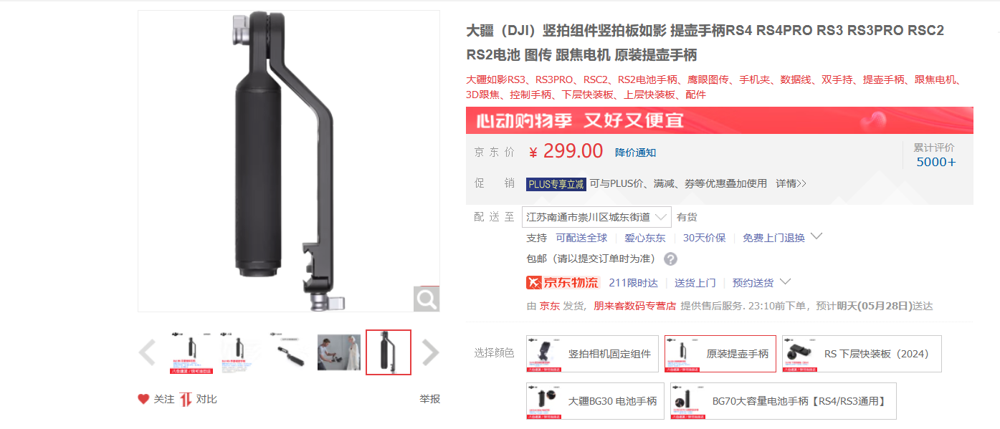 大疆（DJI）竖拍组件竖拍板如影 提壶手柄RS4 RS4PRO RS3 RS3PRO RSC2
RS2电池 图传 跟焦电机 原装提壶手柄
大疆如影RS3、RS3PRO、RSC2、RS2电池手柄、鹰眼图传、手机夹、数据线、双手持、提壶手柄、跟焦电机、
3D跟焦、控制手柄、下层快装板、上层快装板、配件
心动购物季 又好又便宜
京东价 ￥ 299.00 降价通知
累计评价
5000+
促销 PLUS专享立减 可与PLUS价、满减、券等优惠叠加使用 详情>>
配送至 江苏南通市崇川区城东街道 有货
支持 可配送全球 爱心东东 30天价保 免费上门退换
包邮（请以提交订单时为准） ?
京东物流 211限时达 送货上门 预约送货
由 京东 发货, 朋来客数码专营店 提供售后服务. 23:10前下单，预计明天(05月28日)送达
选择颜色 竖拍相机固定组件 原装提壶手柄 RS 下层快装板（2024）
大疆BG30 电池手柄 BG70大容量电池手柄【RS4/RS3通用】
关注 对比 举报